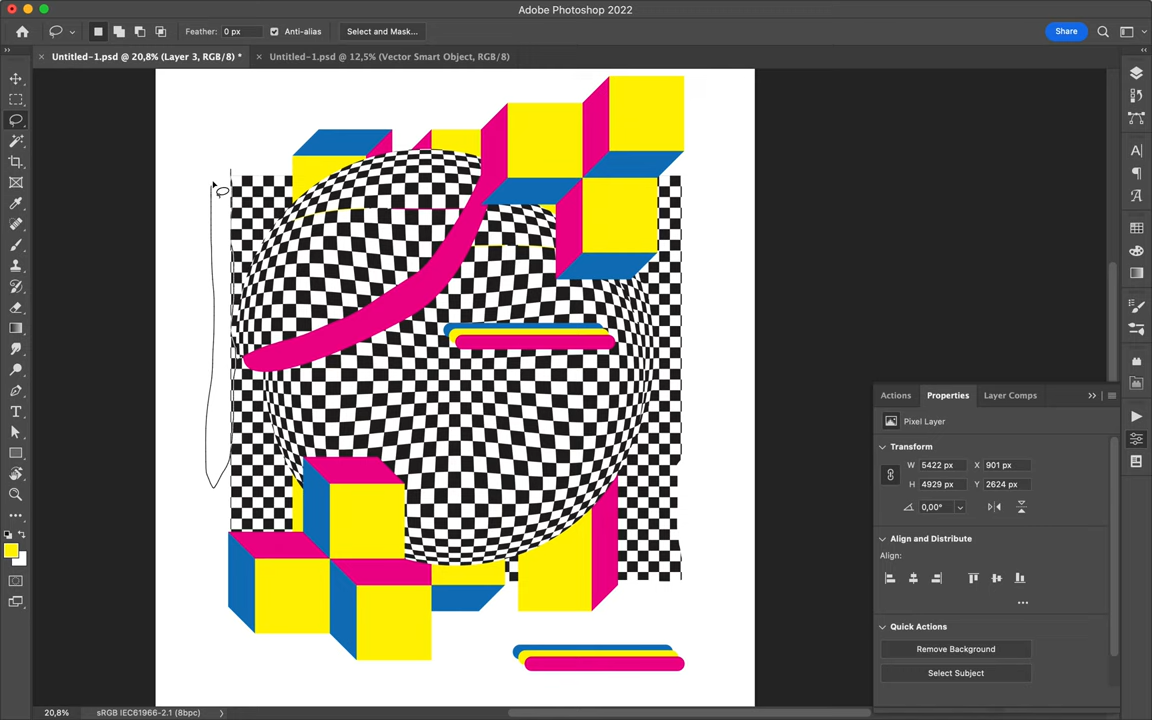 Adobe Photoshop 2022
Feather: 0 px Anti-alias Select and Mask... Share
Untitled-1.psd @ 20,8% (Layer 3, RGB/8) * Untitled-1.psd @ 12,5% (Vector Smart Object, RGB/8)
Actions Properties Layer Comps
Pixel Layer
Transform
W 5422 px X 901 px
H 4929 px Y 2624 px
0,00°
Align and Distribute
Align:
Quick Actions
Remove Background
Select Subject
20,8% sRGB IEC61966-2.1 (8bpc)